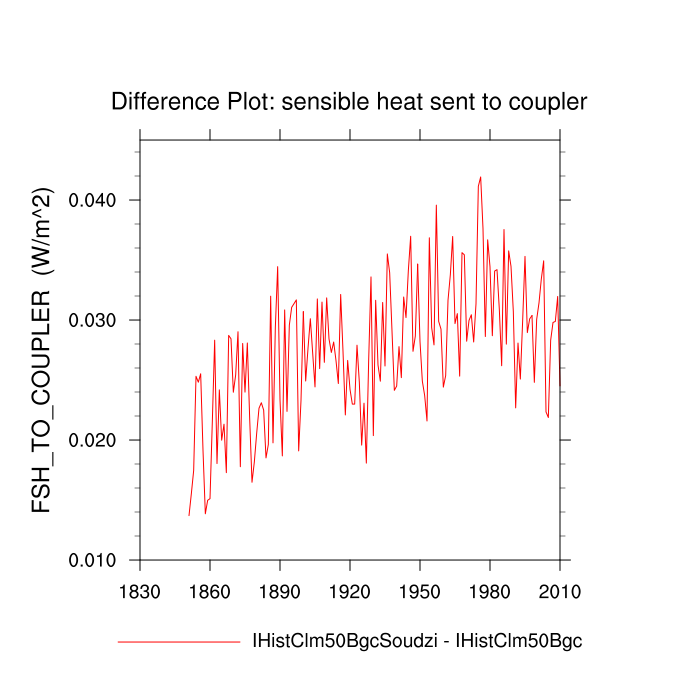 Difference Plot: sensible heat sent to coupler
FSH_TO_COUPLER (W/m^2)
0.040
0.030
0.020
0.010
1830 1860 1890 1920 1950 1980 2010
IHistClm50BgcSoudzi - IHistClm50Bgc